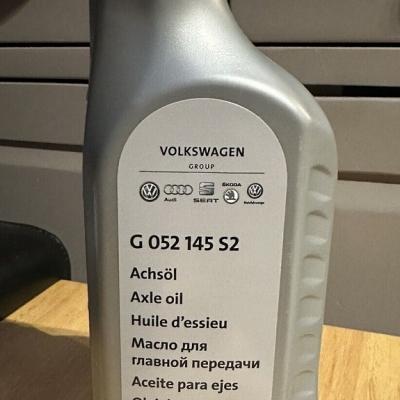 VOLKSWAGEN
GROUP
Audi SEAT ŠKODA
G 052 145 S2
Achsöl
Axle oil
Huile d'essieu
Масло для
главной передачи
Aceite para ejes